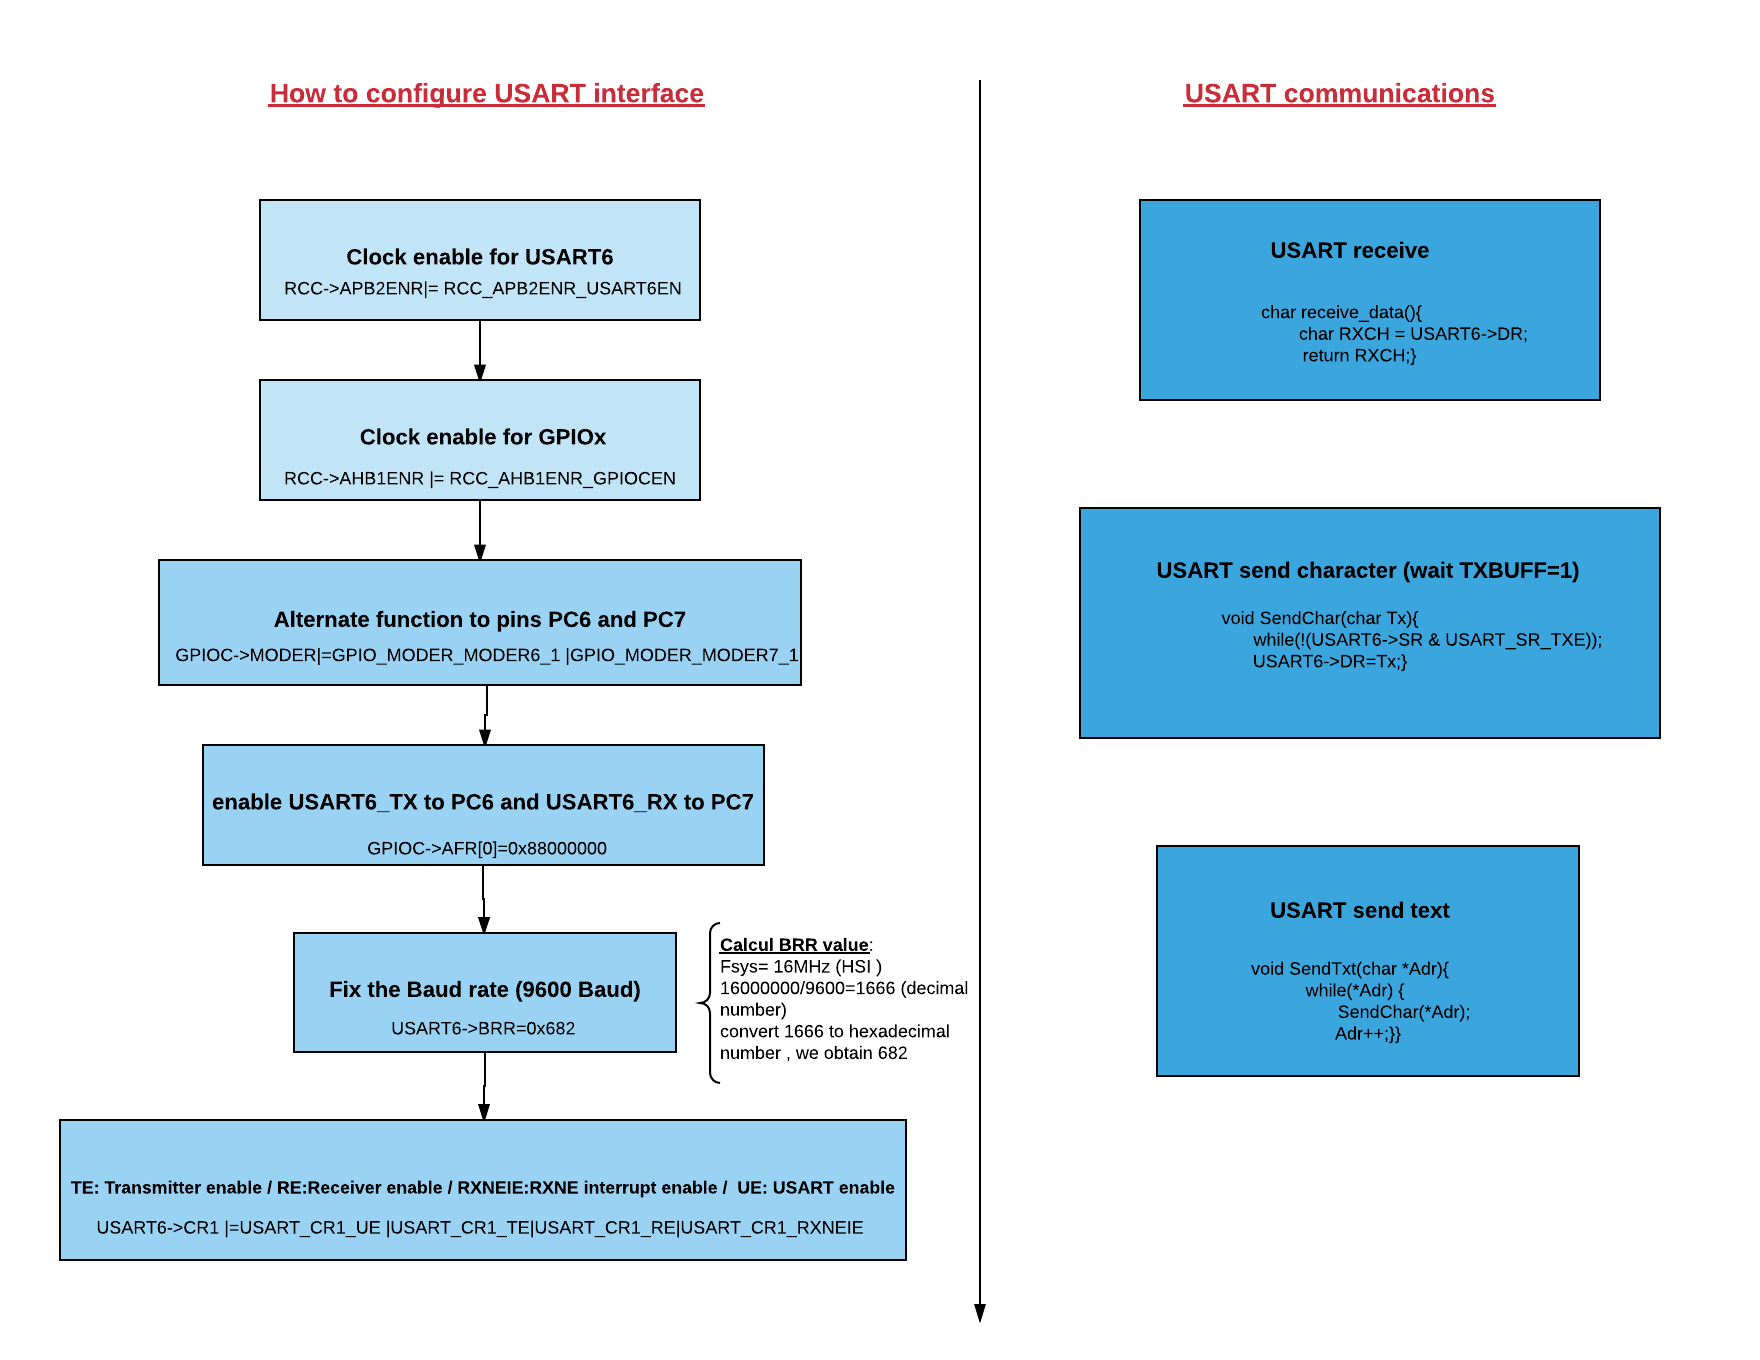 How to configure USART interface
Clock enable for USART6
RCC->APB2ENR|= RCC_APB2ENR_USART6EN
Clock enable for GPIOx
RCC->AHB1ENR |= RCC_AHB1ENR_GPIOCEN
Alternate function to pins PC6 and PC7
GPIOC->MODER|=GPIO_MODER_MODER6_1 |GPIO_MODER_MODER7_1
enable USART6_TX to PC6 and USART6_RX to PC7
GPIOC->AFR[0]=0x88000000
Fix the Baud rate (9600 Baud)
USART6->BRR=0x682
Calcul BRR value:
Fsys= 16MHz (HSI )
16000000/9600=1666 (decimal
number)
convert 1666 to hexadecimal
number , we obtain 682
TE: Transmitter enable / RE:Receiver enable / RXNEIE:RXNE interrupt enable /  UE: USART enable
USART6->CR1 |=USART_CR1_UE |USART_CR1_TE|USART_CR1_RE|USART_CR1_RXNEIE
USART communications
USART receive
char receive_data(){
char RXCH = USART6->DR;
return RXCH;}
USART send character (wait TXBUFF=1)
void SendChar(char Tx){
while(!(USART6->SR & USART_SR_TXE));
USART6->DR=Tx;}
USART send text
void SendTxt(char *Adr){
while(*Adr) {
SendChar(*Adr);
Adr++;}}